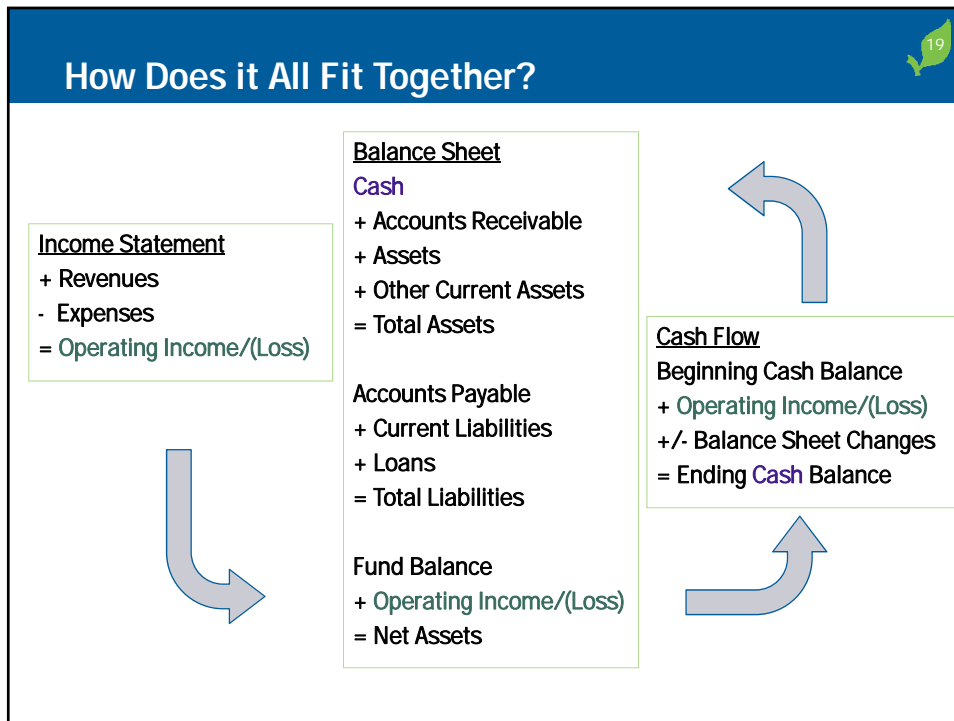 How Does it All Fit Together?
19
Income Statement
+ Revenues
- Expenses
= Operating Income/(Loss)
Balance Sheet
Cash
+ Accounts Receivable
+ Assets
+ Other Current Assets
= Total Assets
Accounts Payable
+ Current Liabilities
+ Loans
= Total Liabilities
Fund Balance
+ Operating Income/(Loss)
= Net Assets
Cash Flow
Beginning Cash Balance
+ Operating Income/(Loss)
+/- Balance Sheet Changes
= Ending Cash Balance